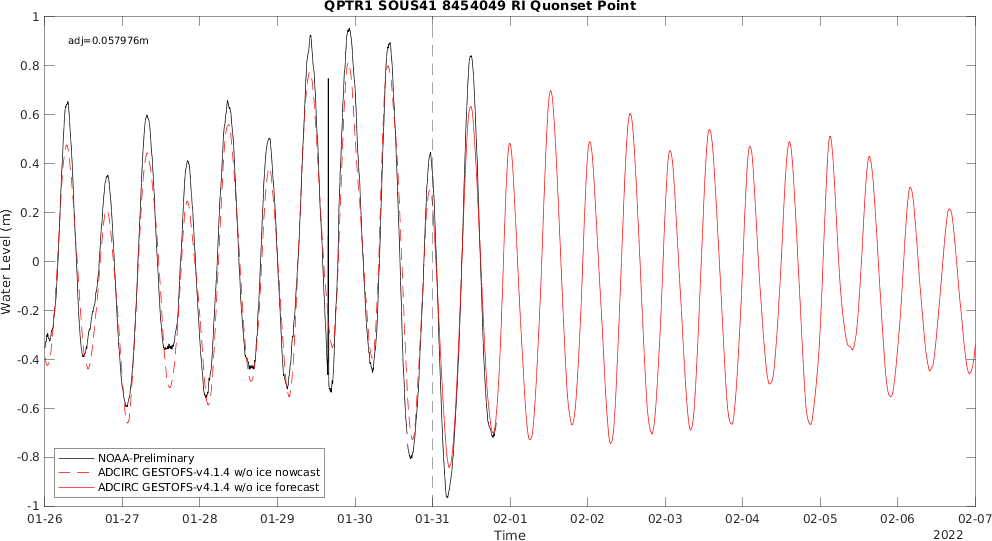 QPTR1 SOUS41 8454049 RI Quonset Point
adj=0.057976m
1
0.8
0.6
0.4
0.2
0
-0.2
-0.4
-0.6
-0.8
-1
Water Level (m)
NOAA-Preliminary
ADCIRC GESTOFS-v4.1.4 w/o ice nowcast
ADCIRC GESTOFS-v4.1.4 w/o ice forecast
01-26 01-27 01-28 01-29 01-30 01-31 02-01 02-02 02-03 02-04 02-05 02-06 02-07
Time
2022